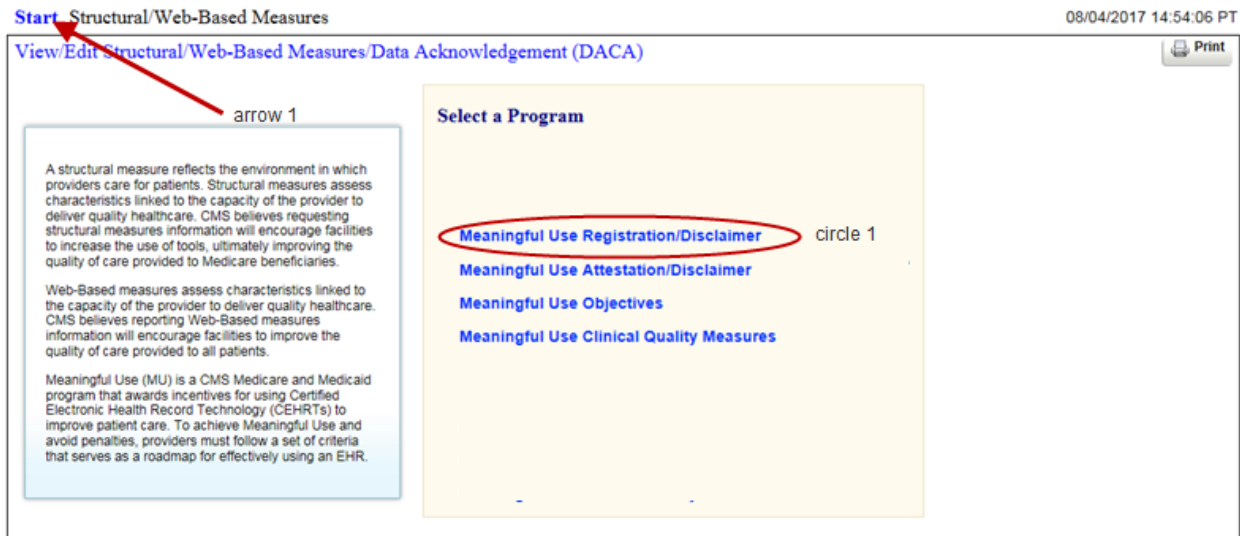 Start Structural/Web-Based Measures
08/04/2017 14:54:06 PT
View/Edit Structural/Web-Based Measures/Data Acknowledgement (DACA)
Print
arrow 1
A structural measure reflects the environment in which
providers care for patients. Structural measures assess
characteristics linked to the capacity of the provider to
deliver quality healthcare. CMS believes requesting
structural measures information will encourage facilities
to increase the use of tools, ultimately improving the
quality of care provided to Medicare beneficiaries.
Web-Based measures assess characteristics linked to
the capacity of the provider to deliver quality healthcare.
CMS believes reporting Web-Based measures
information will encourage facilities to improve the
quality of care provided to all patients.
Meaningful Use (MU) is a CMS Medicare and Medicaid
program that awards incentives for using Certified
Electronic Health Record Technology (CEHRTs) to
improve patient care. To achieve Meaningful Use and
avoid penalties, providers must follow a set of criteria
that serves as a roadmap for effectively using an EHR.
Select a Program
Meaningful Use Registration/Disclaimer
circle 1
Meaningful Use Attestation/Disclaimer
Meaningful Use Objectives
Meaningful Use Clinical Quality Measures